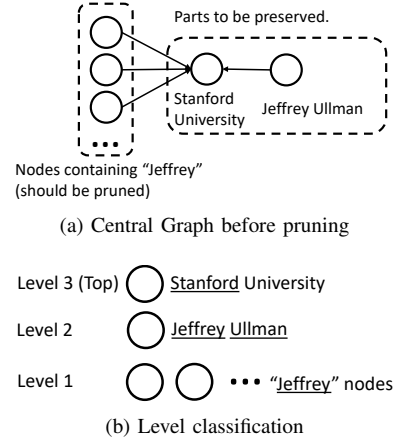 Parts to be preserved.
Stanford
University
Jeffrey Ullman
...
Nodes containing “Jeffrey”
(should be pruned)
(a) Central Graph before pruning
Level 3 (Top) Stanford University
Level 2 Jeffrey Ullman
Level 1 ... “Jeffrey” nodes
(b) Level classification